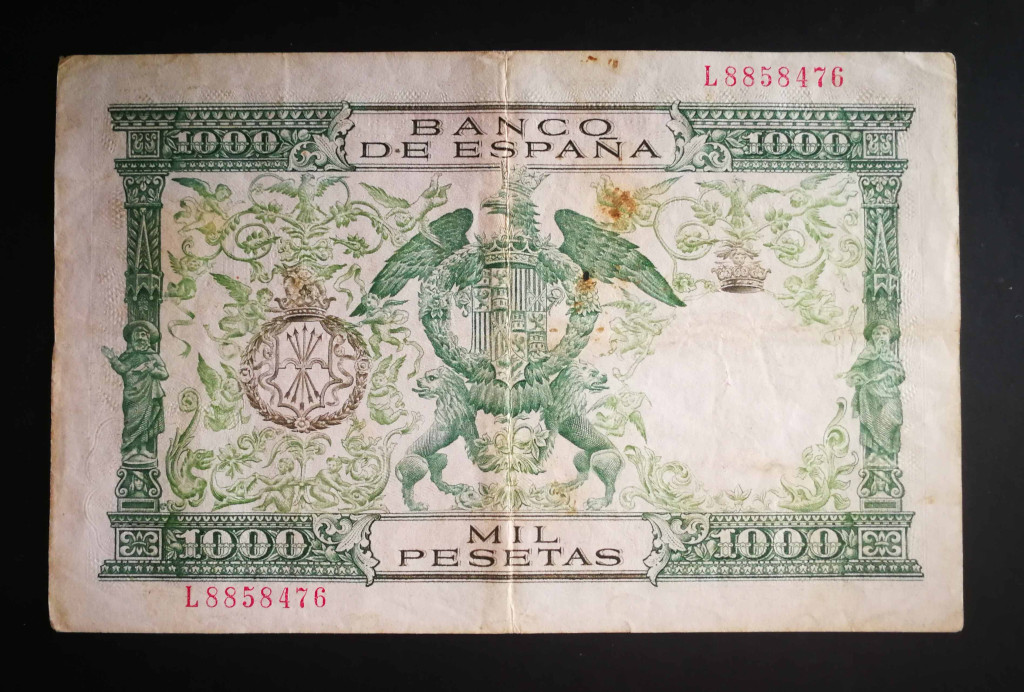 L8858476
1000 BANCO 1000
DE ESPAÑA
MIL
1000 PESETAS 1000
L8858476